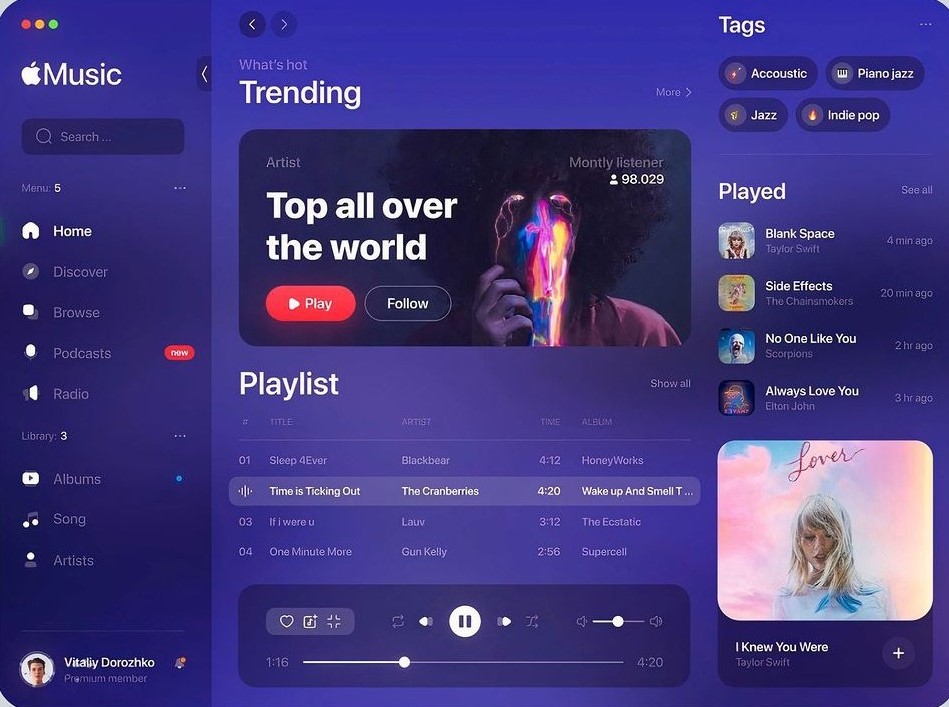 Music
Search ...
Menu: 5
Home
Discover
Browse
Podcasts
new
Radio
Library: 3
Albums
Song
Artists
Vitaliy Dorozhko
Premium member
What's hot
Trending
More
Artist
Montly listener
98.029
Top all over
the world
Play
Follow
Playlist
Show all
# TITLE ARTIST TIME ALBUM
01 Sleep 4Ever Blackbear 4:12 HoneyWorks
Time is Ticking Out The Cranberries 4:20 Wake up And Smell T ...
03 If i were u Lauv 3:12 The Ecstatic
04 One Minute More Gun Kelly 2:56 Supercell
1:16
4:20
Tags
Accoustic
Piano jazz
Jazz
Indie pop
Played
See all
Blank Space
Taylor Swift
4 min ago
Side Effects
The Chainsmokers
20 min ago
No One Like You
Scorpions
2 hr ago
Always Love You
Elton John
3 hr ago
Lover
I Knew You Were
Taylor Swift